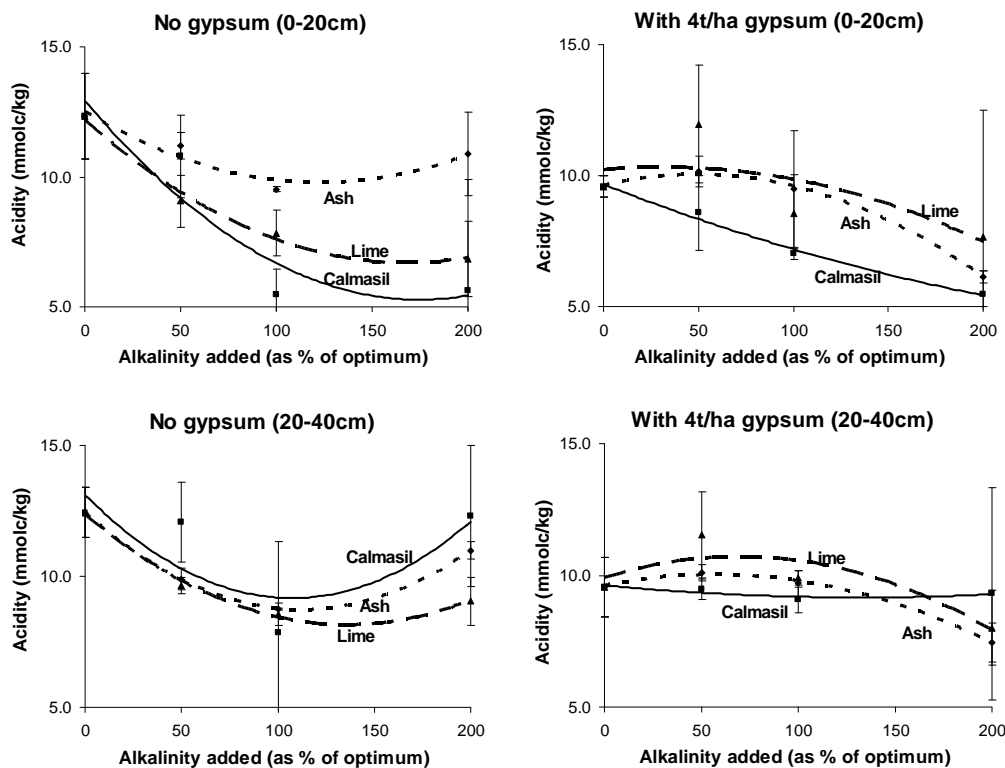 No gypsum (0-20cm)
Acidity (mmolc/kg)
15.0
10.0
5.0
Ash
Lime
Calmasil
0 50 100 150 200
Alkalinity added (as % of optimum)
With 4t/ha gypsum (0-20cm)
Acidity (mmolc/kg)
15.0
10.0
5.0
Lime
Ash
Calmasil
0 50 100 150 200
Alkalinity added (as % of optimum)
No gypsum (20-40cm)
Acidity (mmolc/kg)
15.0
10.0
5.0
Calmasil
Ash
Lime
0 50 100 150 200
Alkalinity added (as % of optimum)
With 4t/ha gypsum (20-40cm)
Acidity (mmolc/kg)
15.0
10.0
5.0
Lime
Calmasil
Ash
0 50 100 150 200
Alkalinity added (as % of optimum)